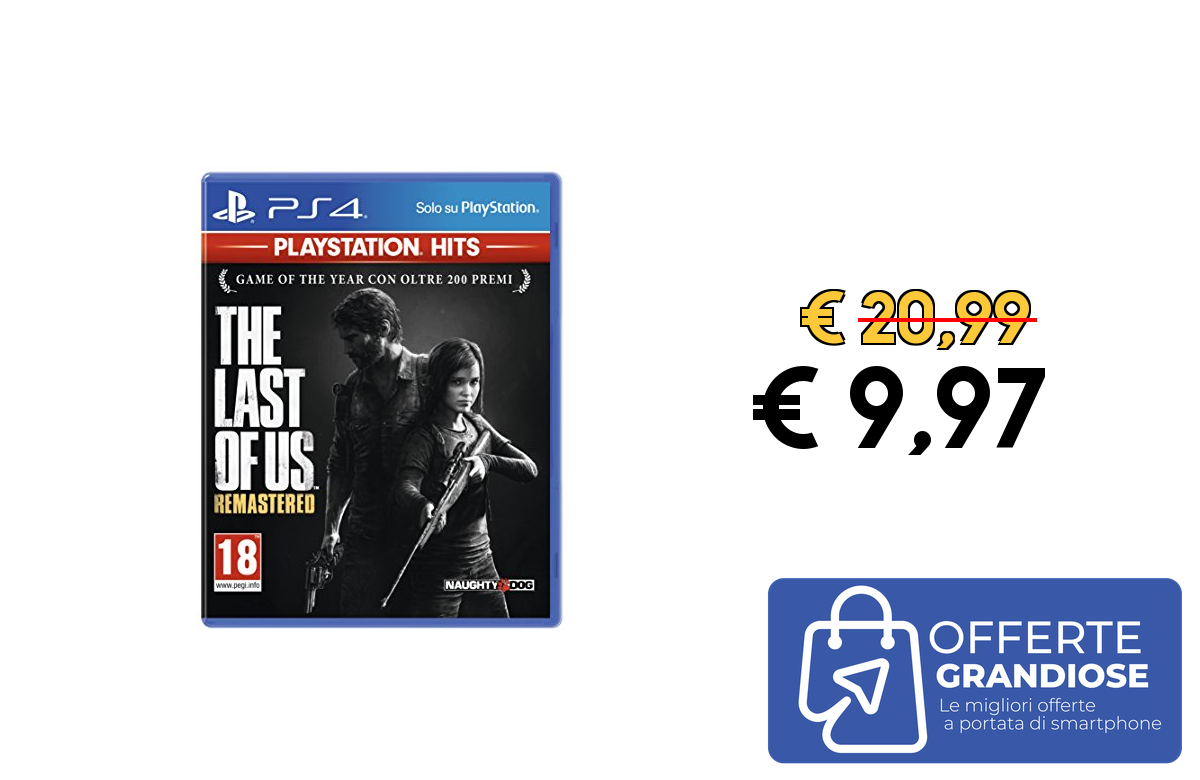 PS4
Solo su PlayStation
PLAYSTATION HITS
GAME OF THE YEAR CON OLTRE 200 PREMI
THE
LAST
OF US™
REMASTERED
18
www.pegi.info
NAUGHTY DOG
€ 20,99
€ 9,97
OFFERTE
GRANDIOSE
Le migliori offerte
a portata di smartphone